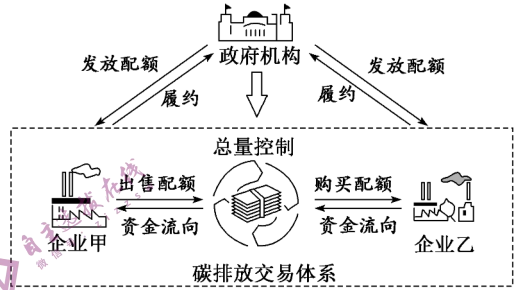 政府机构
发放配额
发放配额
履约
履约
总量控制
出售配额
购买配额
资金流向
资金流向
企业甲
企业乙
碳排放交易体系